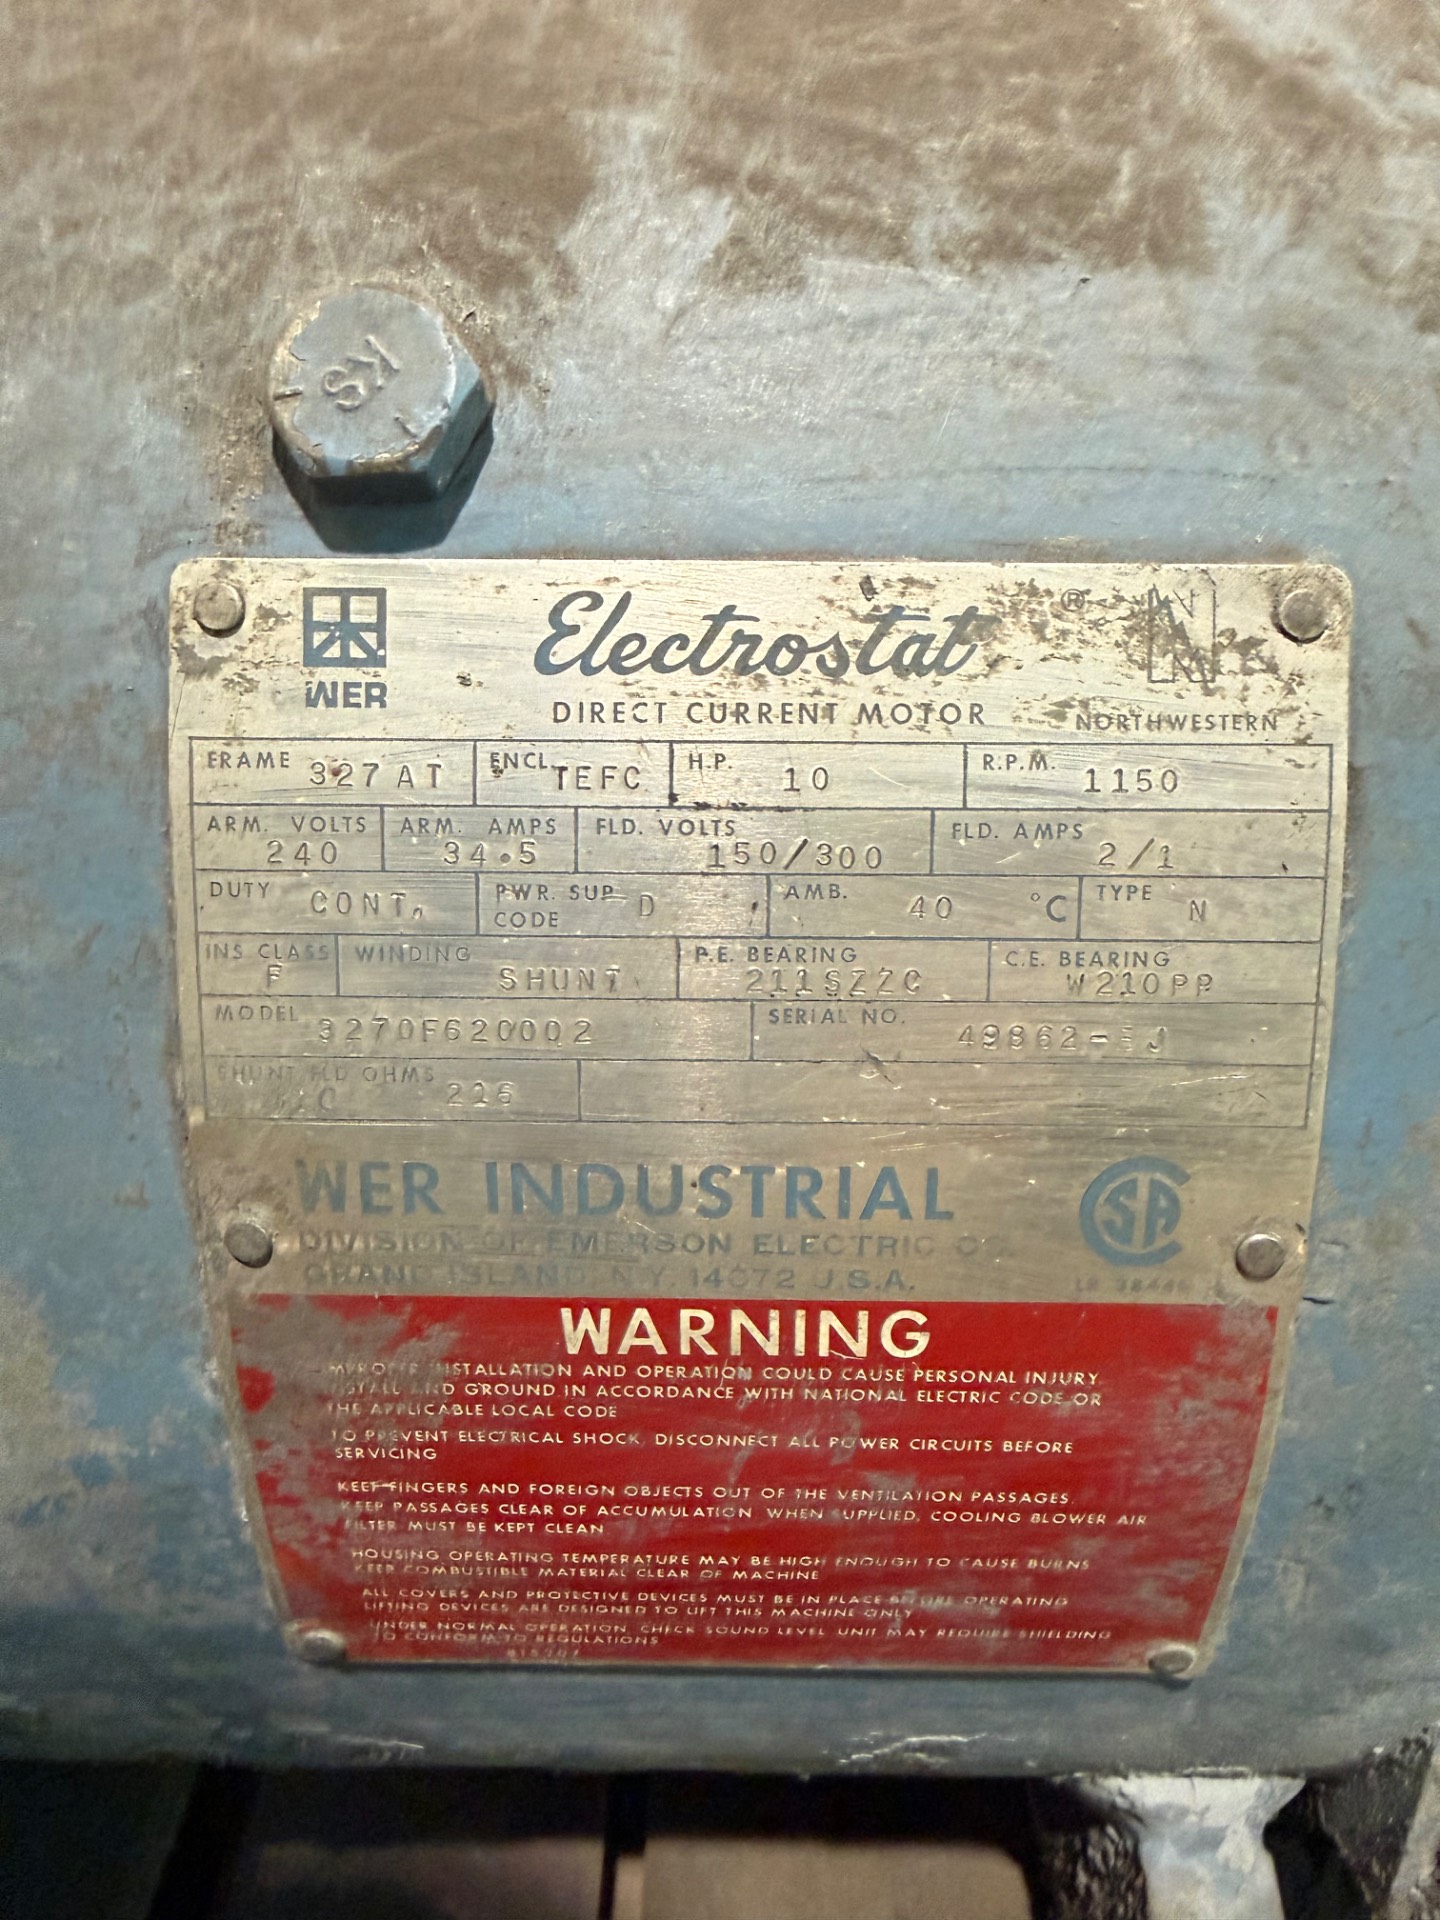 KS
WER
Electrostat ®
DIRECT CURRENT MOTOR
NORTHWESTERN
FRAME 327AT ENCL. TEFC H.P. 10 R.P.M. 1150
ARM. VOLTS 240 ARM. AMPS 34.5 FLD. VOLTS 150/300 FLD. AMPS 2/1
DUTY CONT. PWR. SUP CODE D AMB. 40 °C TYPE N
INS CLASS F WINDING SHUNT P.E. BEARING 211SZZC C.E. BEARING W210PP
MODEL 3270F620002 SERIAL NO.
SHUNT FLD OHMS 216
WER INDUSTRIAL
DIVISION OF EMERSON ELECTRIC CO.
GRAND ISLAND, N.Y. 14072 U.S.A.
CSA
WARNING
IMPROPER INSTALLATION AND OPERATION COULD CAUSE PERSONAL INJURY.
INSTALL AND GROUND IN ACCORDANCE WITH NATIONAL ELECTRIC CODE OR
THE APPLICABLE LOCAL CODE
TO PREVENT ELECTRICAL SHOCK, DISCONNECT ALL POWER CIRCUITS BEFORE
SERVICING
KEEP FINGERS AND FOREIGN OBJECTS OUT OF THE VENTILATION PASSAGES.
KEEP PASSAGES CLEAR OF ACCUMULATION WHEN SUPPLIED, COOLING BLOWER AIR
FILTER MUST BE KEPT CLEAN
HOUSING OPERATING TEMPERATURE MAY BE HIGH ENOUGH TO CAUSE BURNS
KEEP COMBUSTIBLE MATERIAL CLEAR OF MACHINE
ALL COVERS AND PROTECTIVE DEVICES MUST BE IN PLACE BEFORE OPERATING
LIFTING DEVICES ARE DESIGNED TO LIFT THIS MACHINE ONLY
UNDER NORMAL OPERATION, CHECK SOUND LEVEL UNIT MAY REQUIRE SHIELDING
TO CONFORM TO REGULATIONS